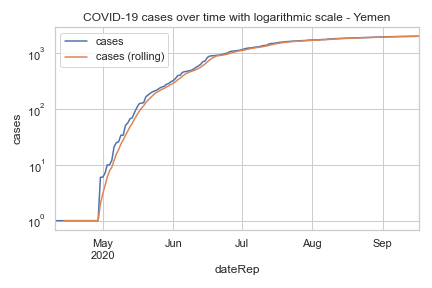 COVID-19 cases over time with logarithmic scale - Yemen
cases
cases (rolling)
10³
10²
10¹
10⁰
cases
May
2020
Jun
Jul
Aug
Sep
dateRep